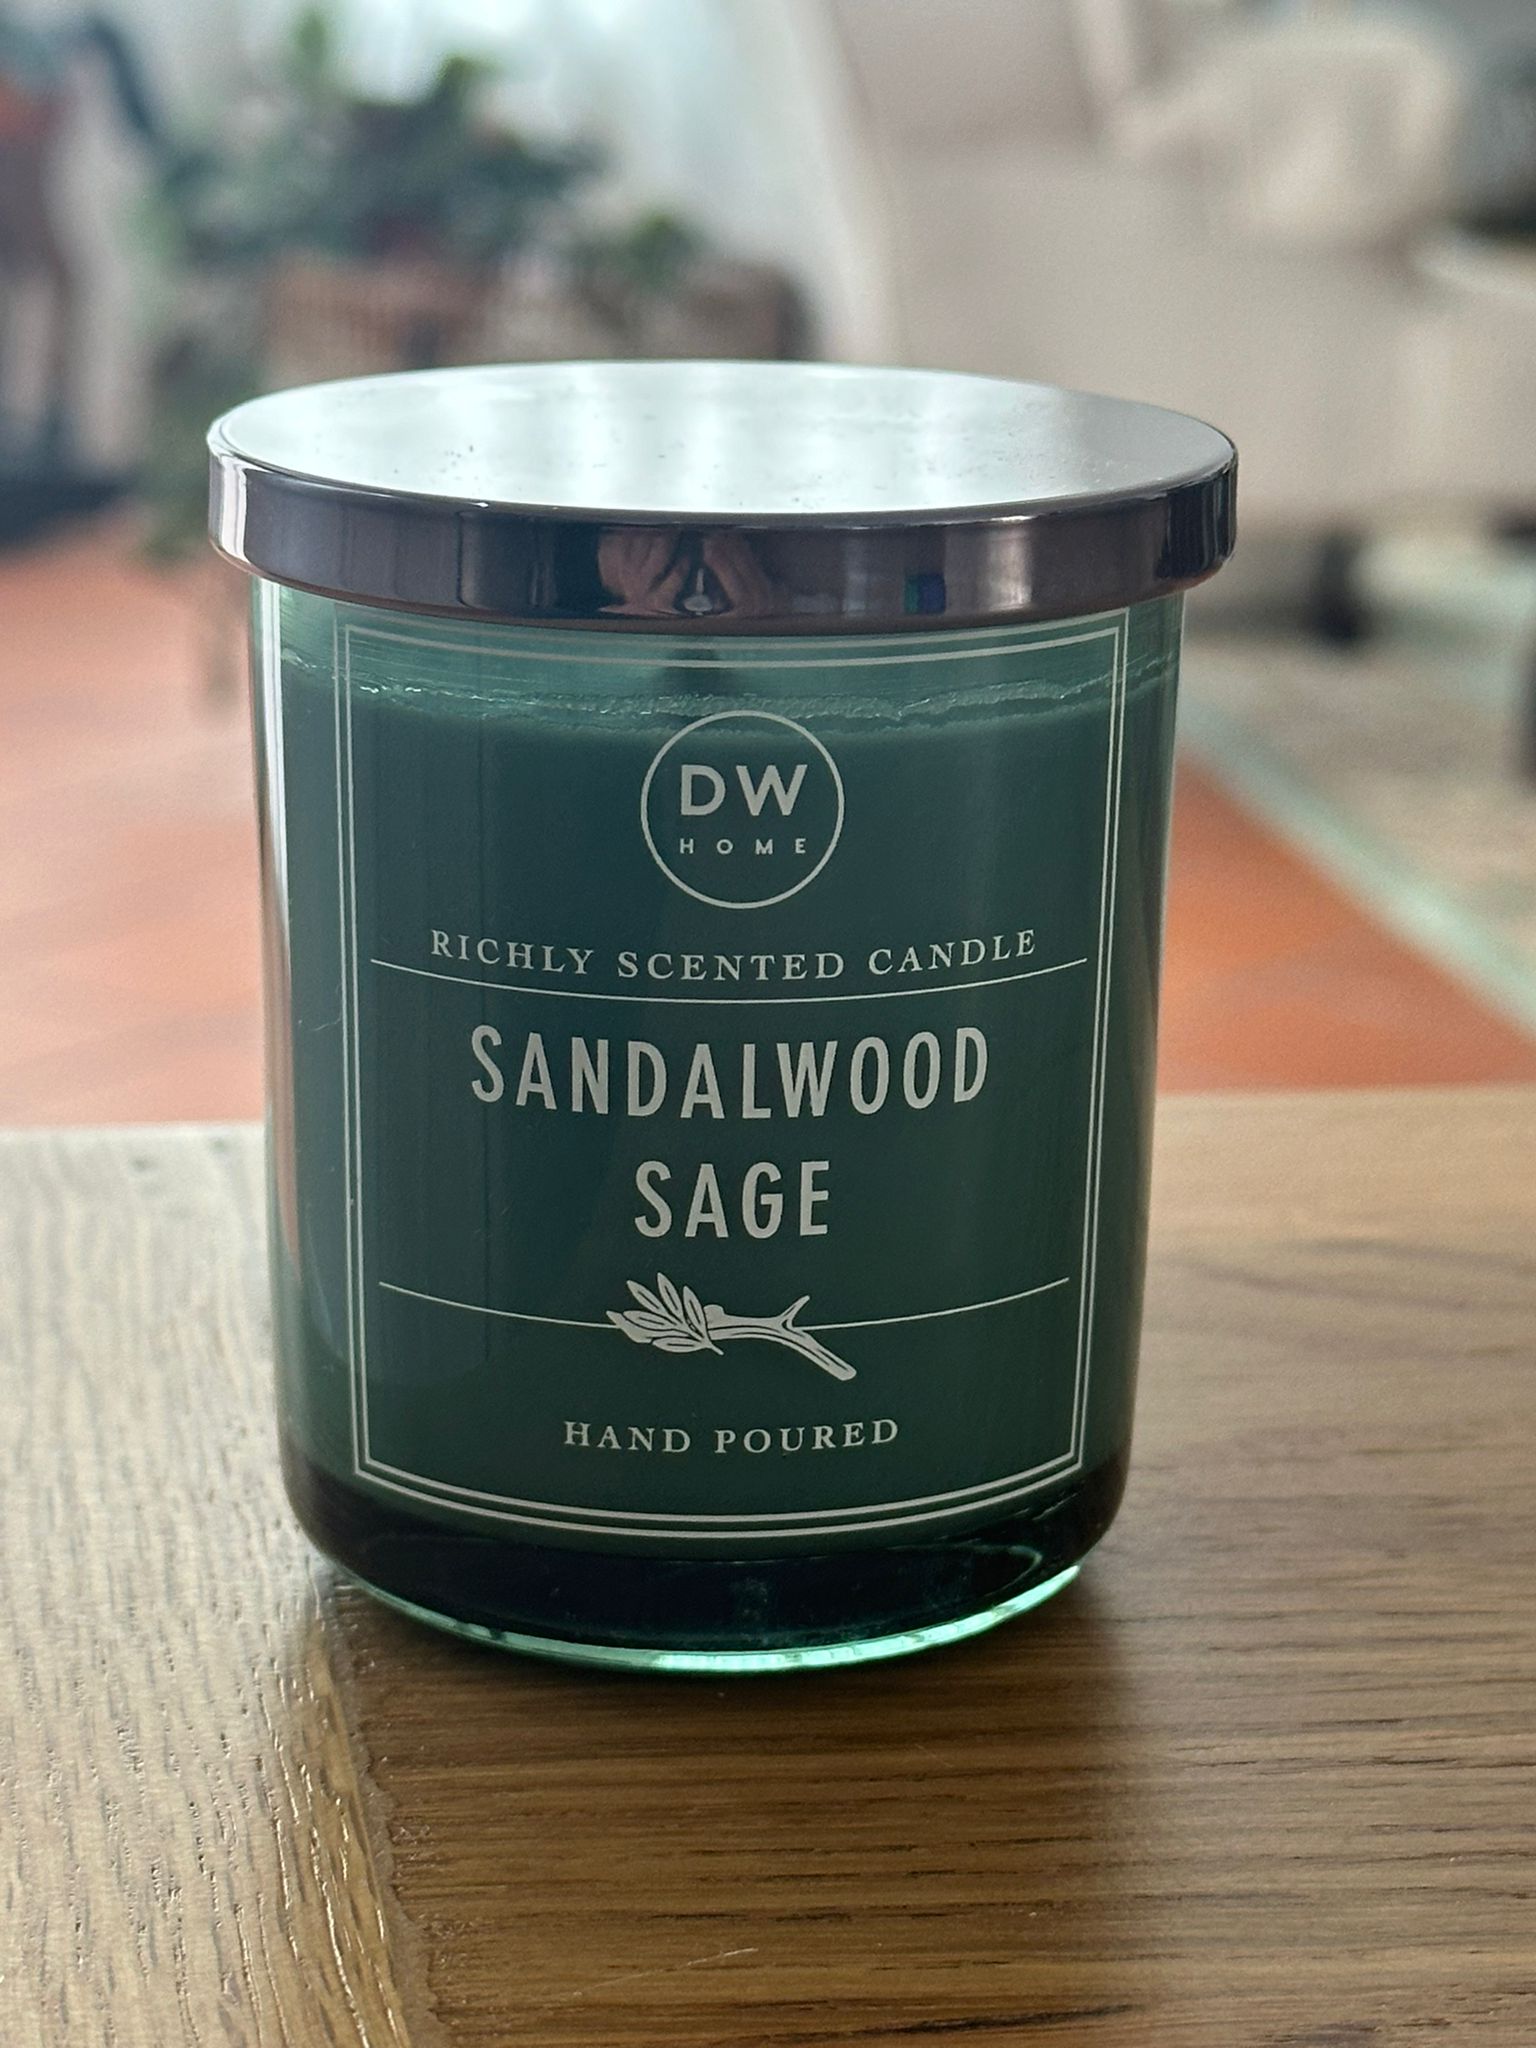 DW
HOME
RICHLY SCENTED CANDLE
SANDALWOOD
SAGE
HAND POURED